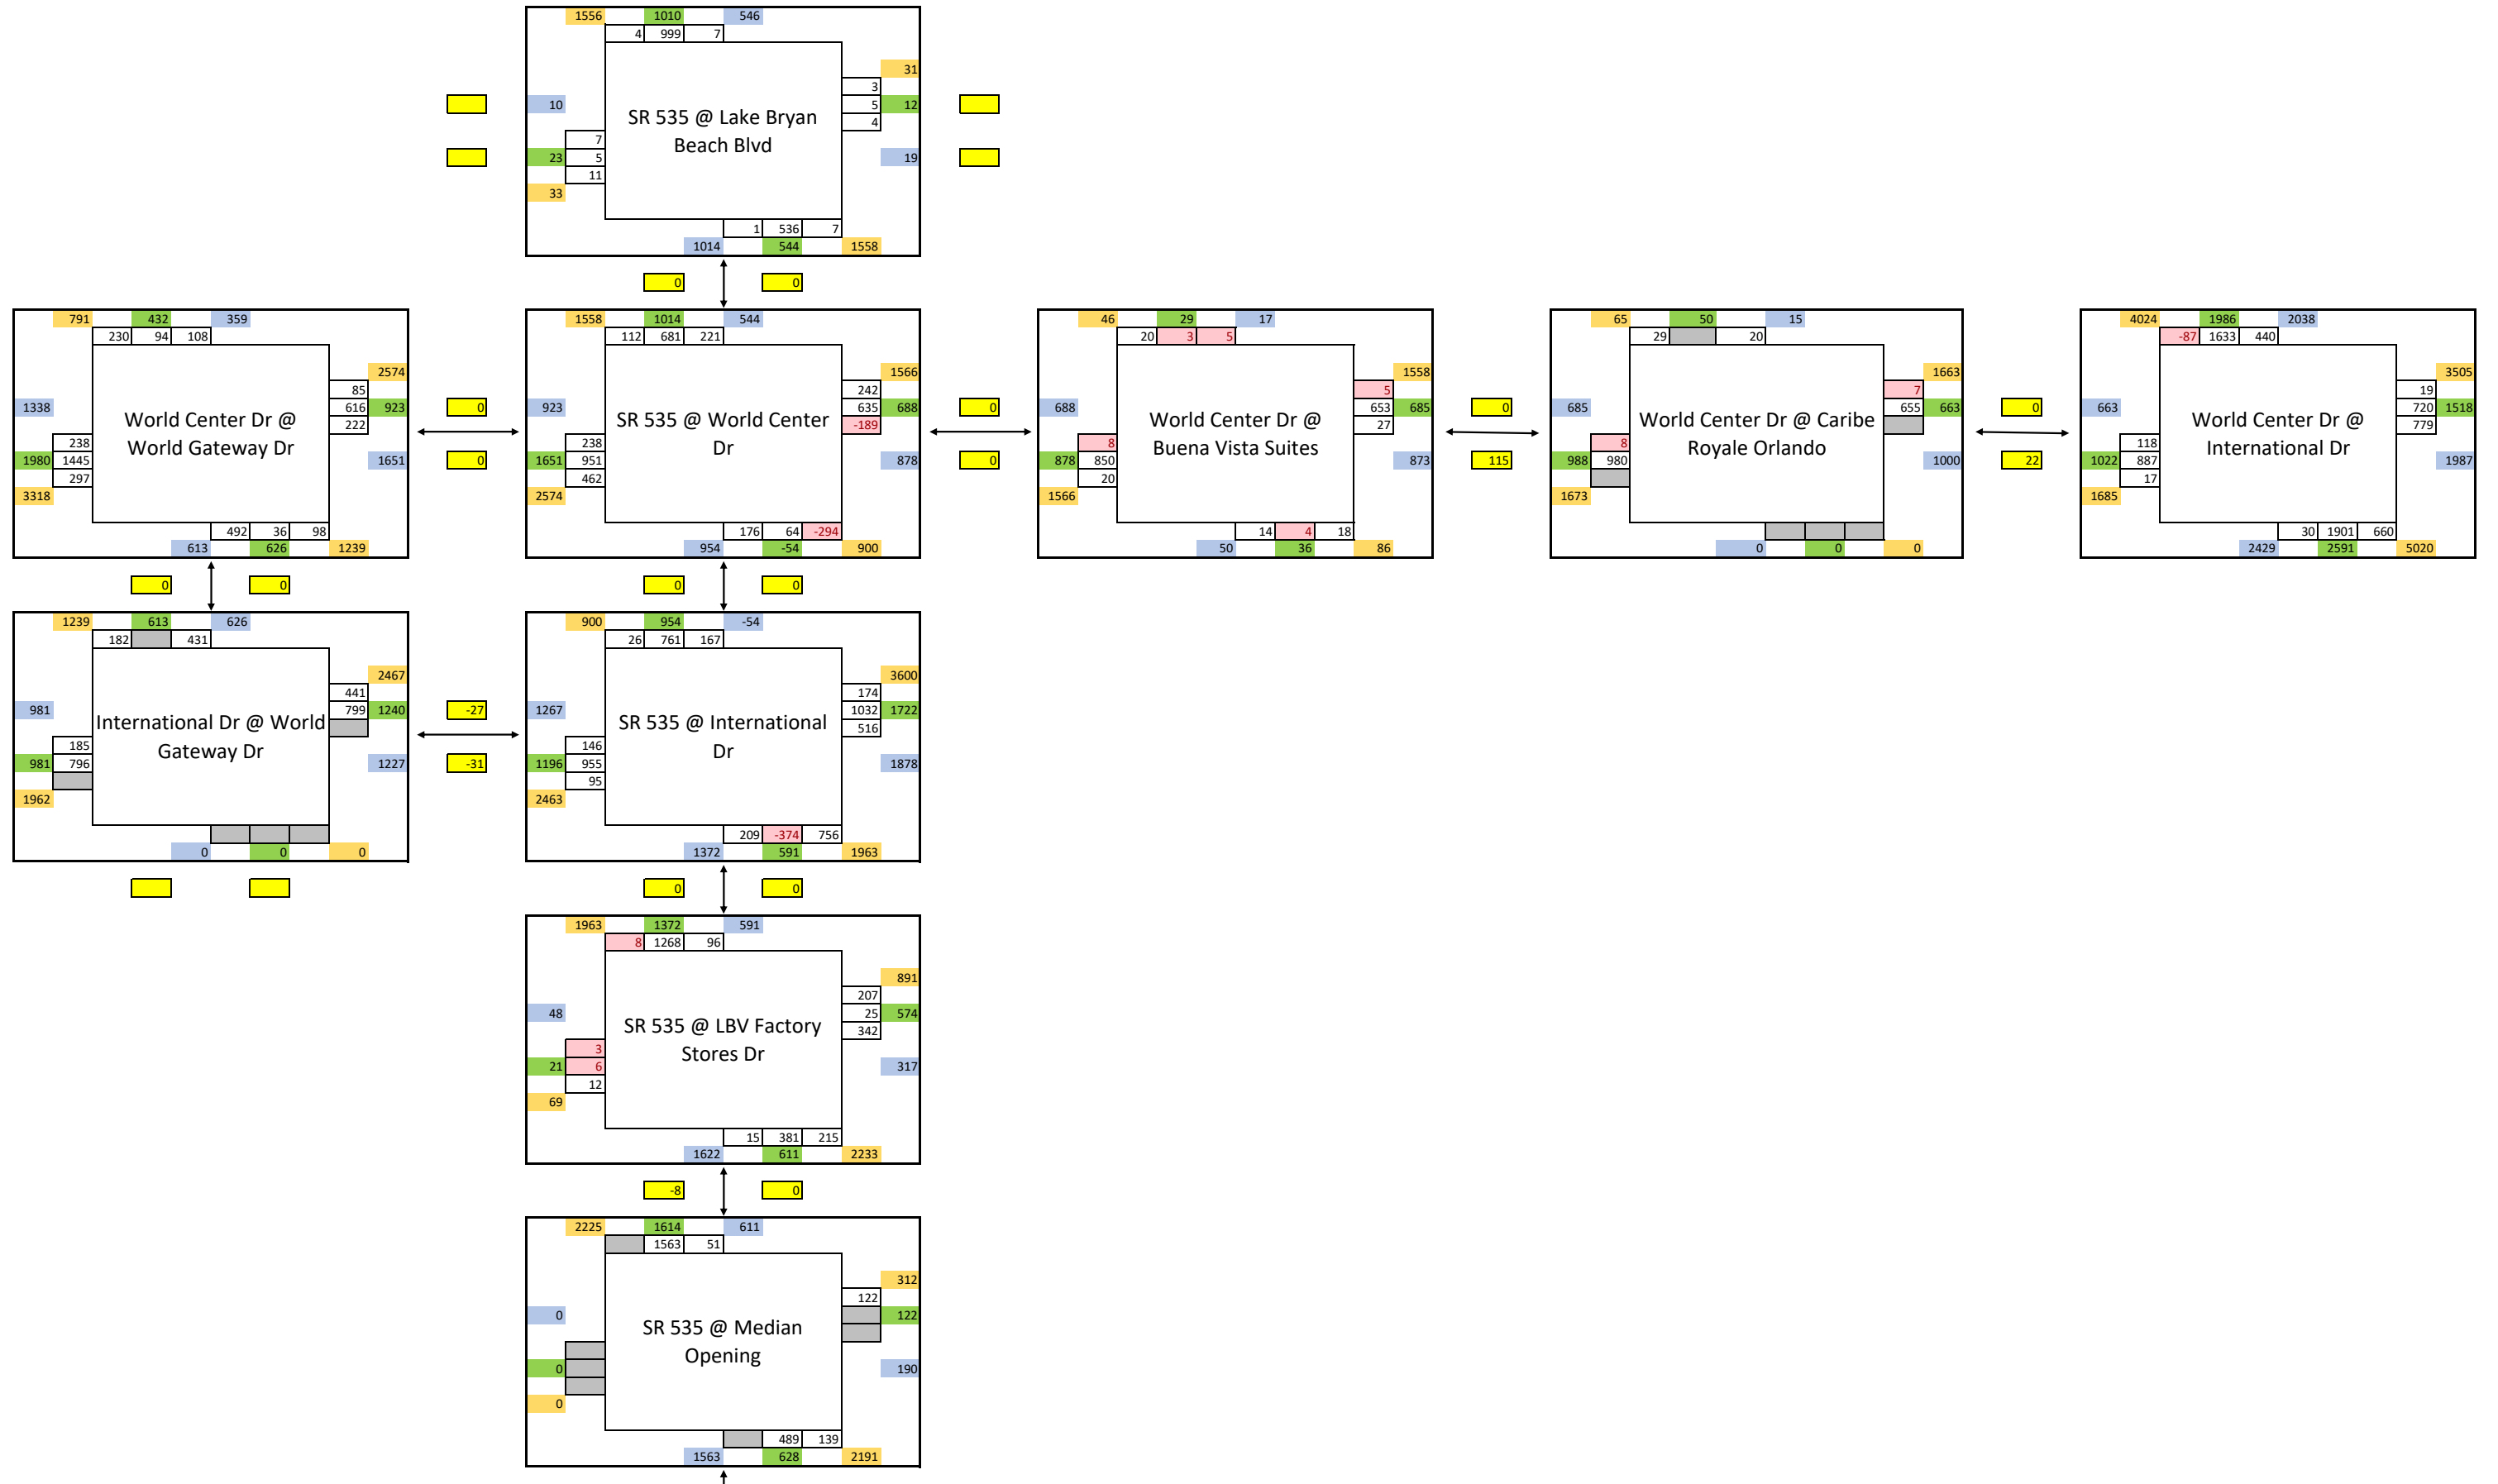 1556 1010 546
4 999 7
31
3
10 5 12
SR 535 @ Lake Bryan
Beach Blvd
4
7
23 5 19
11
33
1 536 7
1014 544 1558
0 0
791 432 359
230 94 108
2574
85
1338 616 923
222
World Center Dr @
World Gateway Dr
238
1980 1445 1651
297
3318
492 36 98
613 626 1239
0
0
1558 1014 544
112 681 221
1566
242
923 635 688
-189
SR 535 @ World Center
Dr
238
1651 951 878
462
2574
176 64 -294
954 -54 900
0
0
46 29 17
20 3 5
1558
5
688 653 685
27
World Center Dr @
Buena Vista Suites
8
878 850 873
20
1566
14 4 18
50 36 86
0
115
65 50 15
29 20
1663
7
685 655 663
World Center Dr @ Caribe
Royale Orlando
8
988 980 1000
1673
0 0 0
0
22
4024 1986 2038
-87 1633 440
3505
19
663 720 1518
779
World Center Dr @
International Dr
118
1022 887 1987
17
1685
30 1901 660
2429 2591 5020
0 0
0 0
1239 613 626
182 431
2467
441
981 799 1240
International Dr @ World
Gateway Dr
185
981 796 1227
1962
0 0 0
-27
-31
900 954 -54
26 761 167
3600
174
1267 1032 1722
516
SR 535 @ International
Dr
146
1196 955 1878
95
2463
209 -374 756
1372 591 1963
0 0
1963 1372 591
8 1268 96
891
207
48 25 574
342
SR 535 @ LBV Factory
Stores Dr
3
21 6 317
12
69
15 381 215
1622 611 2233
-8 0
2225 1614 611
1563 51
312
122
0 122
SR 535 @ Median
Opening
0 190
0
489 139
1563 628 2191